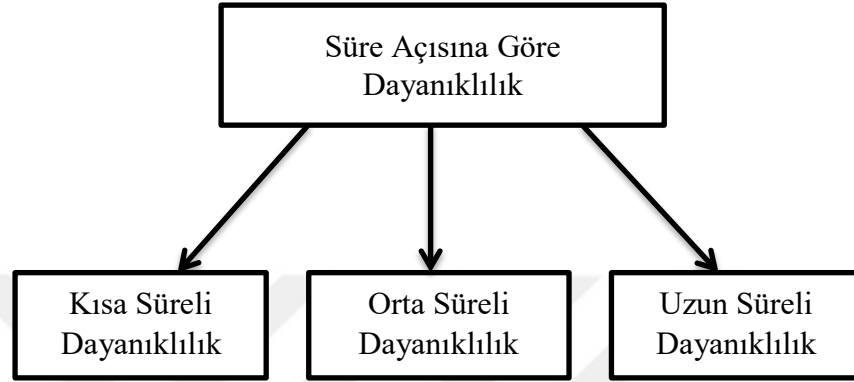 Süre Açısına Göre
Dayanıklılık
Kısa Süreli
Dayanıklılık
Orta Süreli
Dayanıklılık
Uzun Süreli
Dayanıklılık